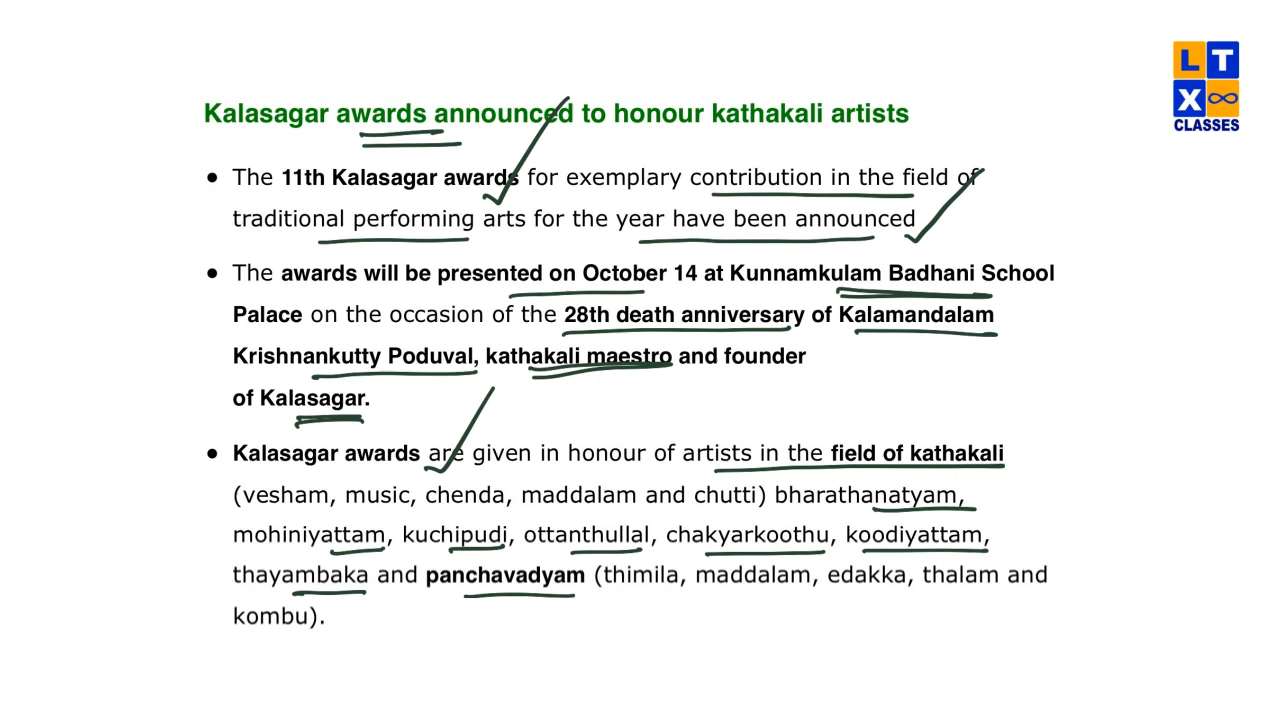 L T
X ∞
CLASSES
Kalasagar awards announced to honour kathakali artists
● The 11th Kalasagar awards for exemplary contribution in the field of
traditional performing arts for the year have been announced
● The awards will be presented on October 14 at Kunnamkulam Badhani School
Palace on the occasion of the 28th death anniversary of Kalamandalam
Krishnankutty Poduval, kathakali maestro and founder
of Kalasagar.
● Kalasagar awards are given in honour of artists in the field of kathakali
(vesham, music, chenda, maddalam and chutti) bharathanatyam,
mohiniyattam, kuchipudi, ottanthullal, chakyarkoothu, koodiyattam,
thayambaka and panchavadyam (thimila, maddalam, edakka, thalam and
kombu).